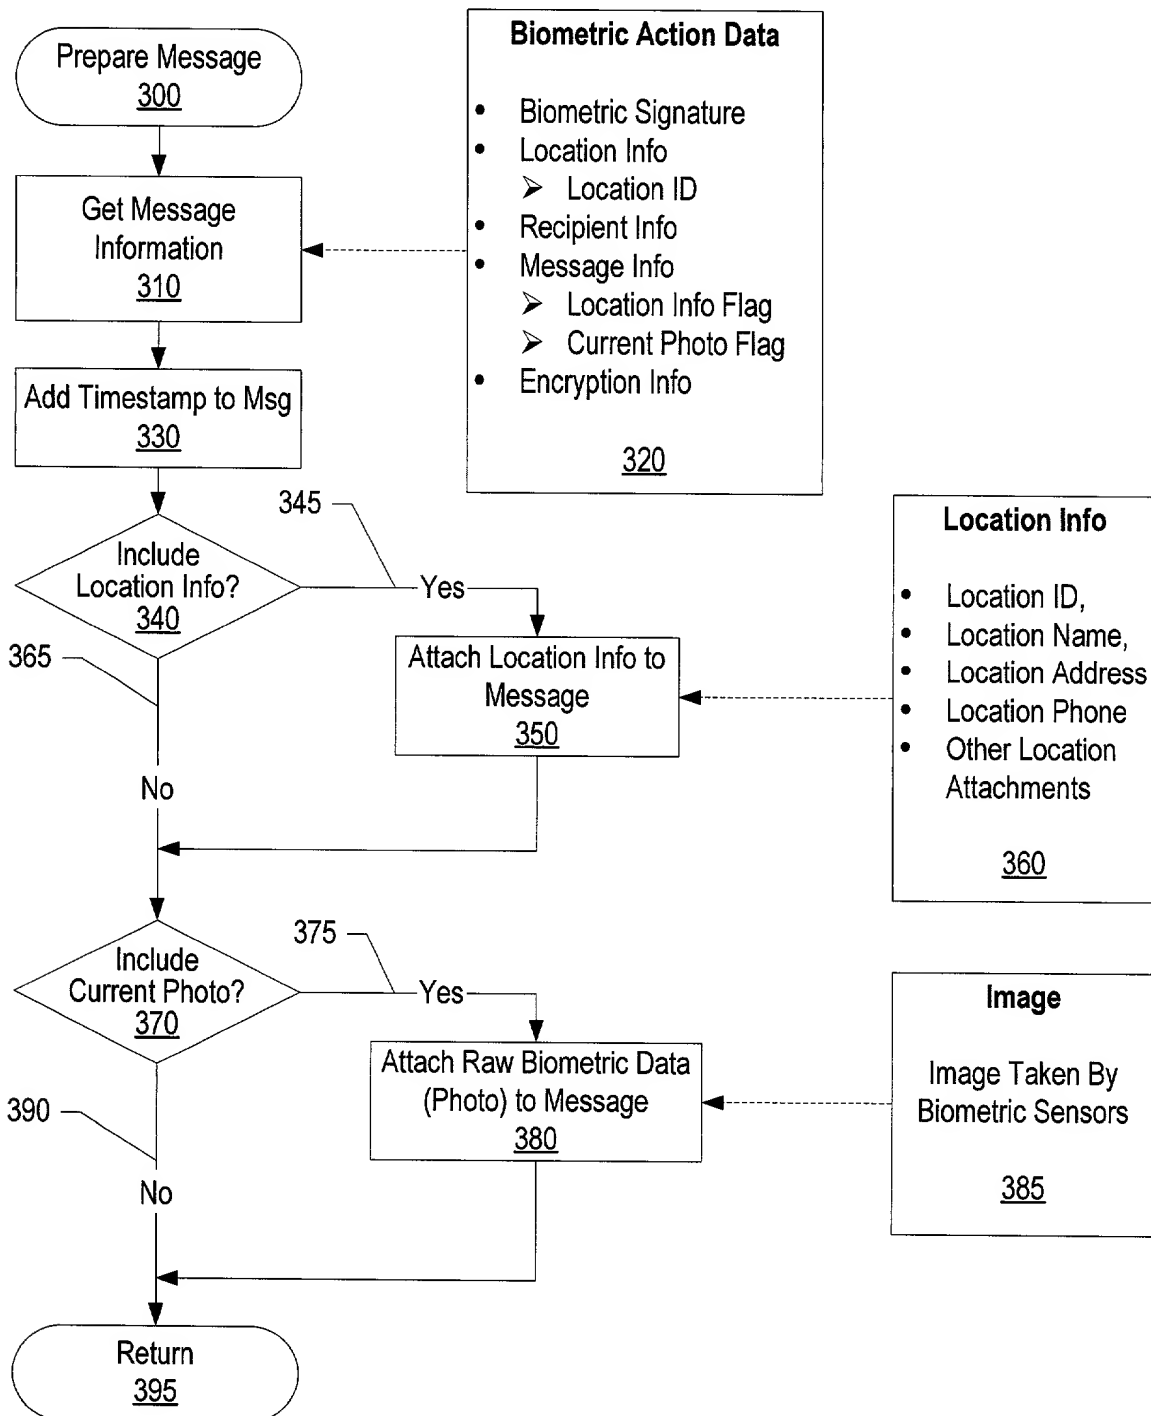 Prepare Message
300
Get Message
Information
310
Add Timestamp to Msg
330
Biometric Action Data
• Biometric Signature
• Location Info
➢ Location ID
• Recipient Info
• Message Info
➢ Location Info Flag
➢ Current Photo Flag
• Encryption Info
320
345
Include
Location Info?
340
Yes
365
No
Attach Location Info to
Message
350
Location Info
• Location ID,
• Location Name,
• Location Address
• Location Phone
• Other Location
Attachments
360
375
Include
Current Photo?
370
Yes
390
No
Attach Raw Biometric Data
(Photo) to Message
380
Image
Image Taken By
Biometric Sensors
385
Return
395